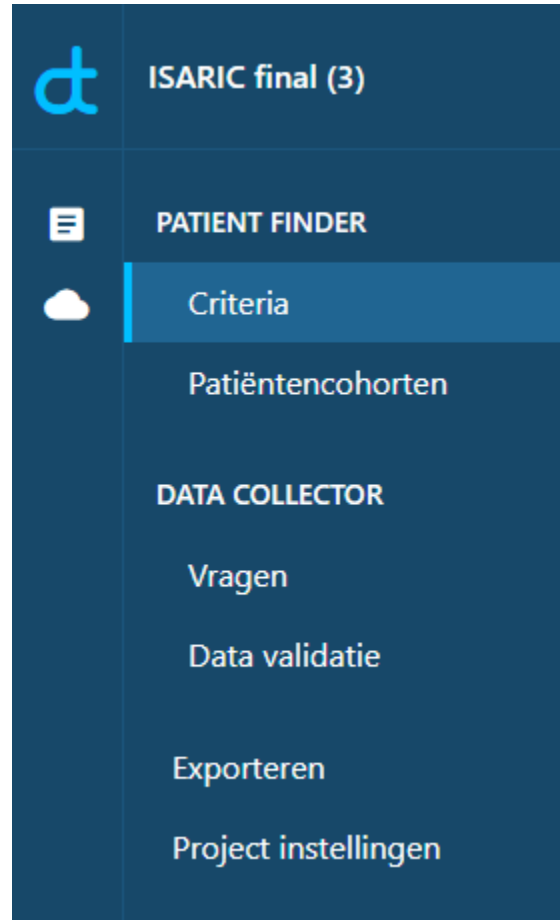 ISARIC final (3)
PATIENT FINDER
Criteria
Patiëntencohorten
DATA COLLECTOR
Vragen
Data validatie
Exporteren
Project instellingen